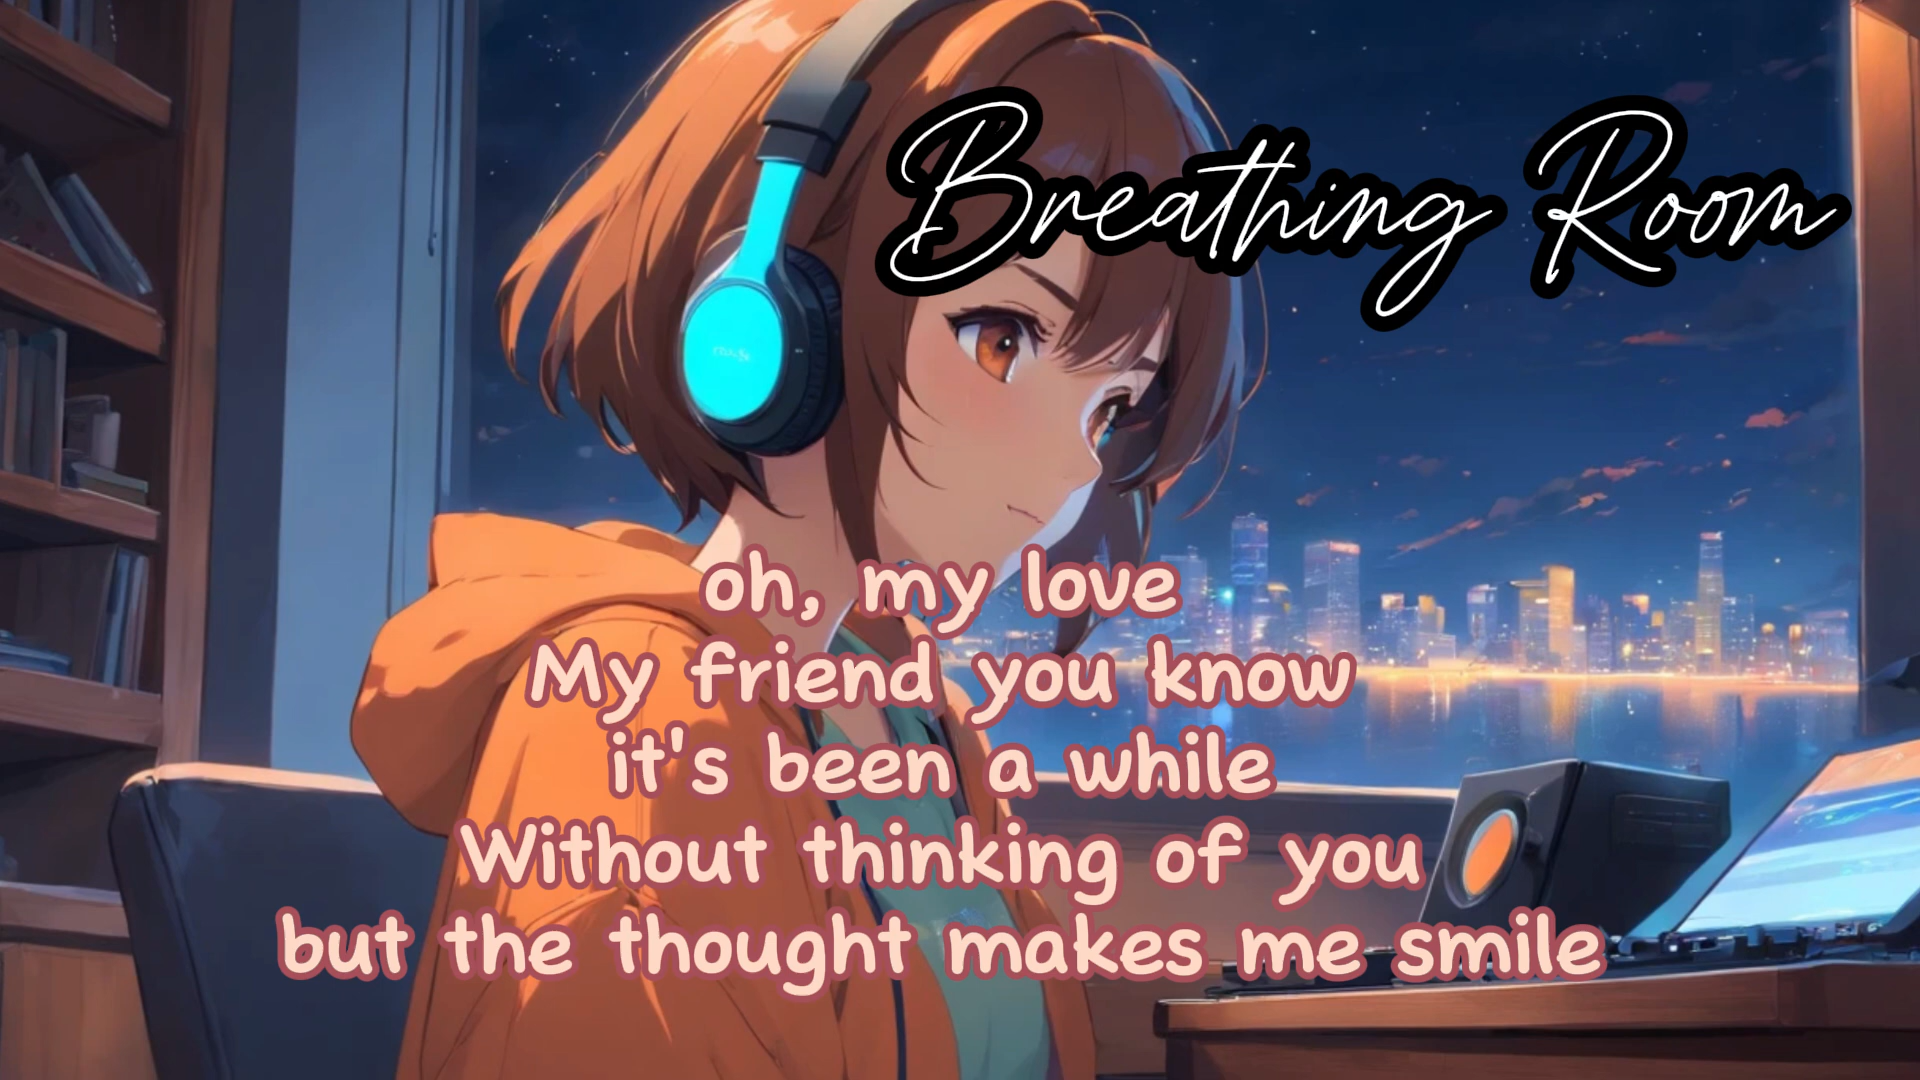 Breathing Room
oh, my love
My friend you know
it's been a while
Without thinking of you
but the thought makes me smile